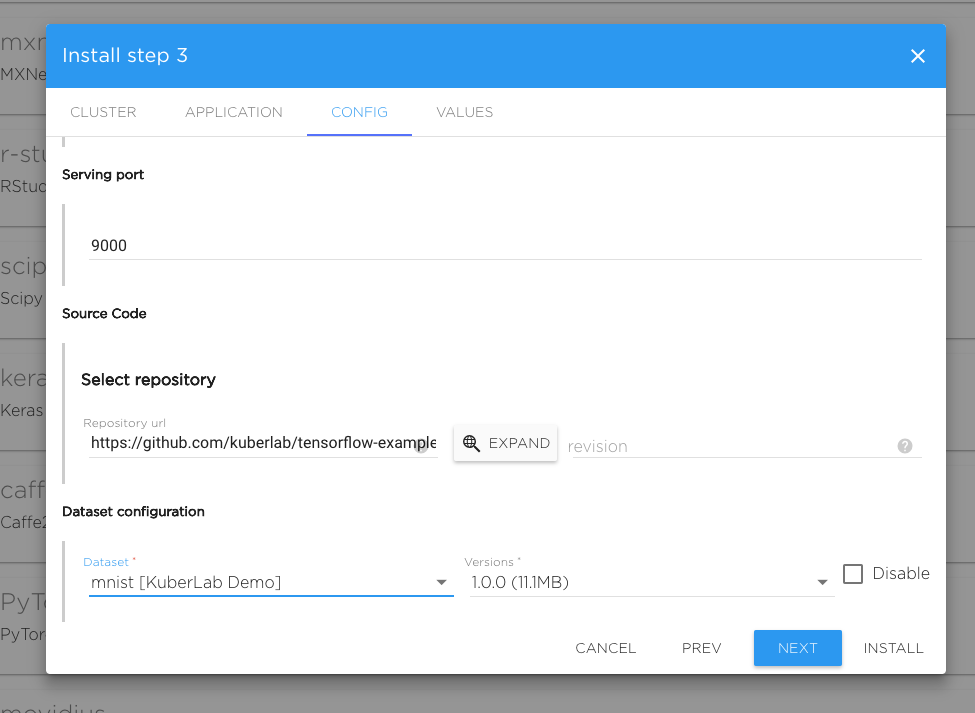 Install step 3
CLUSTER APPLICATION CONFIG VALUES
Serving port
9000
Source Code
Select repository
Repository url
https://github.com/kuberlab/tensorflow-example
EXPAND
revision
?
Dataset configuration
Dataset *
mnist [KuberLab Demo]
Versions *
1.0.0 (11.1MB)
Disable
CANCEL PREV NEXT INSTALL
MXNe
r-stu
RStud
scip
Scipy
kera
Keras
caff
Caffe2
PyTo
PyTor
movidius